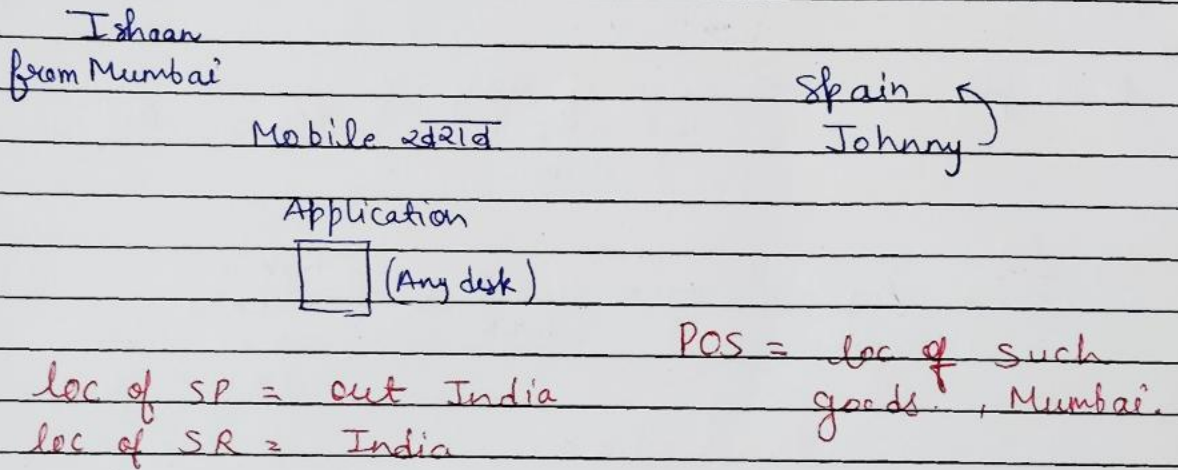 Ishaan
from Mumbai
Spain
Mobile खराब
Johnny
Application
(Any desk)
POS = loc of such
goods., Mumbai.
loc of SP = out India
loc of SR = India